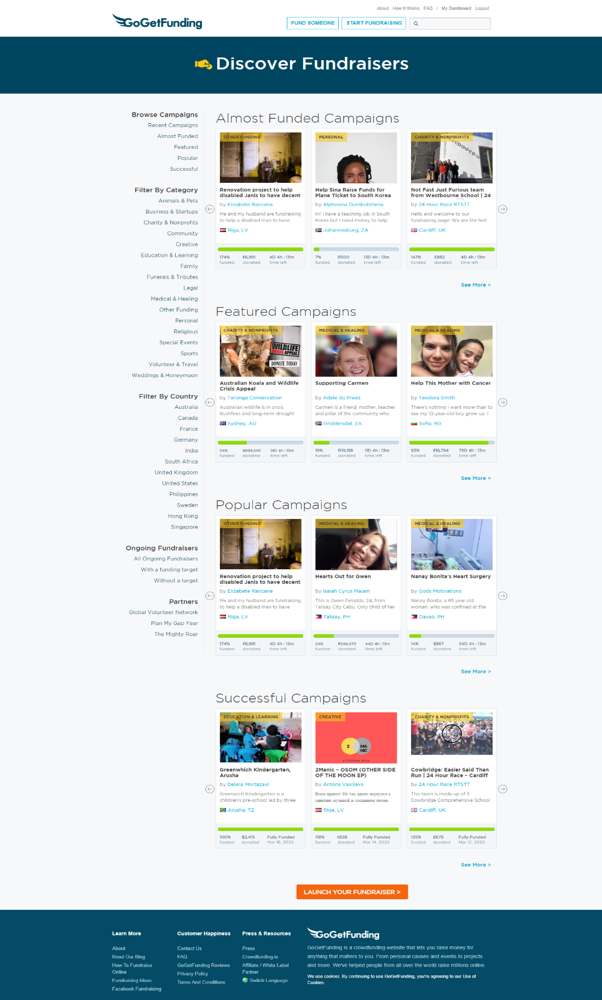 About How It Works FAQ | My Dashboard Logout
GoGetFunding
FUND SOMEONE START FUNDRAISING
Discover Fundraisers
Browse Campaigns
Recent Campaigns
Almost Funded
Featured
Popular
Successful
Filter By Category
Animals & Pets
Business & Startups
Charity & Nonprofits
Community
Creative
Education & Learning
Family
Funerals & Tributes
Legal
Medical & Healing
Other Funding
Personal
Religious
Special Events
Sports
Volunteer & Travel
Weddings & Honeymoon
Filter By Country
Australia
Canada
France
Germany
India
South Africa
United Kingdom
United States
Philippines
Sweden
Hong Kong
Singapore
Ongoing Fundraisers
All Ongoing Fundraisers
With a funding target
Without a target
Partners
Global Volunteer Network
Plan My Gap Year
The Mighty Roar
Almost Funded Campaigns
OTHER FUNDING
Renovation project to help
disabled Janis to have decent
by Elizabete Rancane
Me and my husband are fundraising
to help a disabled man to have
Riga, LV
174% €6,991 4D 4h : 13m
funded donated time left
PERSONAL
Help Sina Raise Funds for
Plane Ticket to South Korea
by Alphosina Dumbutshena
Hi! I have a teaching job in South
Korea but I need money to help
Johannesburg, ZA
7% R500 13D 4h : 13m
funded donated time left
CHARITY & NONPROFITS
stbourne
Not Fast Just Furious team
from Westbourne School | 24
by 24 Hour Race RTSTT
Hello and welcome to our
fundraising page! We are the Not
Cardiff, UK
147% £882 4D 4h : 13m
funded donated time left
See More >
Featured Campaigns
CHARITY & NONPROFITS
WILDLIFE
CRISIS APPEAL
DONATE TODAY
Australian Koala and Wildlife
Crisis Appeal
by Taronga Conservation
Australian wildlife is in crisis.
Bushfires and long-term drought
Sydney, AU
34% ¥694,695 14D 4h : 13m
funded donated time left
MEDICAL & HEALING
Supporting Carmen
by Adele du Preez
Carmen is a friend, mother, teacher
and pillar of the community who
Groblersdal, ZA
19% R19,158 11D 4h : 13m
funded donated time left
MEDICAL & HEALING
Help This Mother with Cancer
by Teodora Smith
There's nothing I want more than to
see my 10-year-old boy grow up. I
Sofia, BG
93% €18,794 75D 4h : 13m
funded donated time left
See More >
Popular Campaigns
OTHER FUNDING
Renovation project to help
disabled Janis to have decent
by Elizabete Rancane
Me and my husband are fundraising
to help a disabled man to have
Riga, LV
174% €6,991 4D 4h : 13m
funded donated time left
MEDICAL & HEALING
Hearts Out for Gwen
by Isaiah Cyrus Majam
This is Gwen Felisilda, 24, from
Talisay City Cebu. Only child of her
Talisay, PH
24% ₱249,470 44D 4h : 13m
funded donated time left
MEDICAL & HEALING
Nanay Bonita's Heart Surgery
by Gods Motivations
Nanay Bonita, a 65 year old
woman, who was confined at the
Davao, PH
14% $867 34D 4h : 13m
funded donated time left
See More >
Successful Campaigns
EDUCATION & LEARNING
Greenwhich Kindergarten,
Arusha
by Delara Mortazavi
Greenwich Kindergarten is a
children's pre-school led by three
Arusha, TZ
100% $2,415 Fully Funded
funded donated Mar 16, 2020
CREATIVE
2 MA
NIC
2 СТОРОНА ЛУНЫ
2Manic – OSOM (OTHER SIDE
OF THE MOON EP)
by Antons Vasiljevs
Всем привет! Не так давно вернулся к
занятию музыкой и созданием песен.
Riga, LV
118% €638 Fully Funded
funded donated Mar 14, 2020
CHARITY & NONPROFITS
Cowbridge: Easier Said Than
Run | 24 Hour Race – Cardiff
by 24 Hour Race RTSTT
This team is made up of 5
Cowbridge Comprehensive School
Cardiff, UK
135% £675 Fully Funded
funded donated Mar 12, 2020
See More >
LAUNCH YOUR FUNDRAISER >
Learn More
About
Read Our Blog
How To Fundraise
Online
Fundraising Ideas
Facebook Fundraising
Customer Happiness
Contact Us
FAQ
GoGetFunding Reviews
Privacy Policy
Terms And Conditions
Press & Resources
Press
Crowdfunding.io
Affiliate / White Label
Partner
Switch Language
GoGetFunding
GoGetFunding is a crowdfunding website that lets you raise money for
anything that matters to you. From personal causes and events to projects
and more. We've helped people from all over the world raise millions online.
We use cookies. By continuing to use GoGetFunding, you're agreeing to our Use of
Cookies.